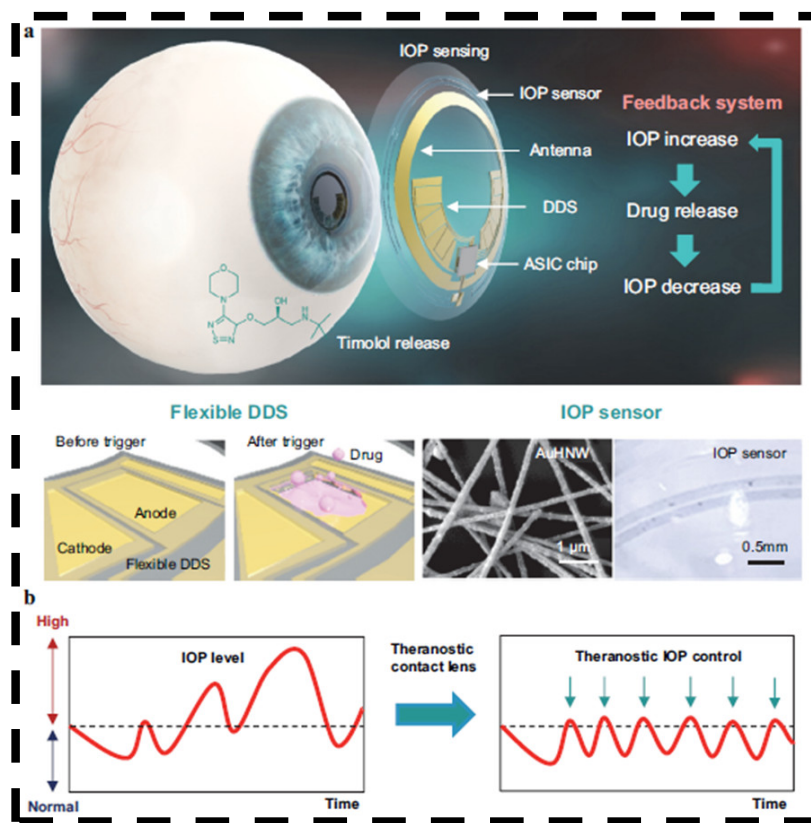 a
IOP sensing
IOP sensor
Antenna
DDS
ASIC chip
Feedback system
IOP increase
Drug release
IOP decrease
O
N
N
S
N
O
OH
H
N
Timolol release
Flexible DDS
IOP sensor
Before trigger
Anode
Cathode
Flexible DDS
After trigger
Drug
AuHNW
1 µm
IOP sensor
0.5mm
b
High
Normal
IOP level
Time
Theranostic
contact lens
Theranostic IOP control
Time